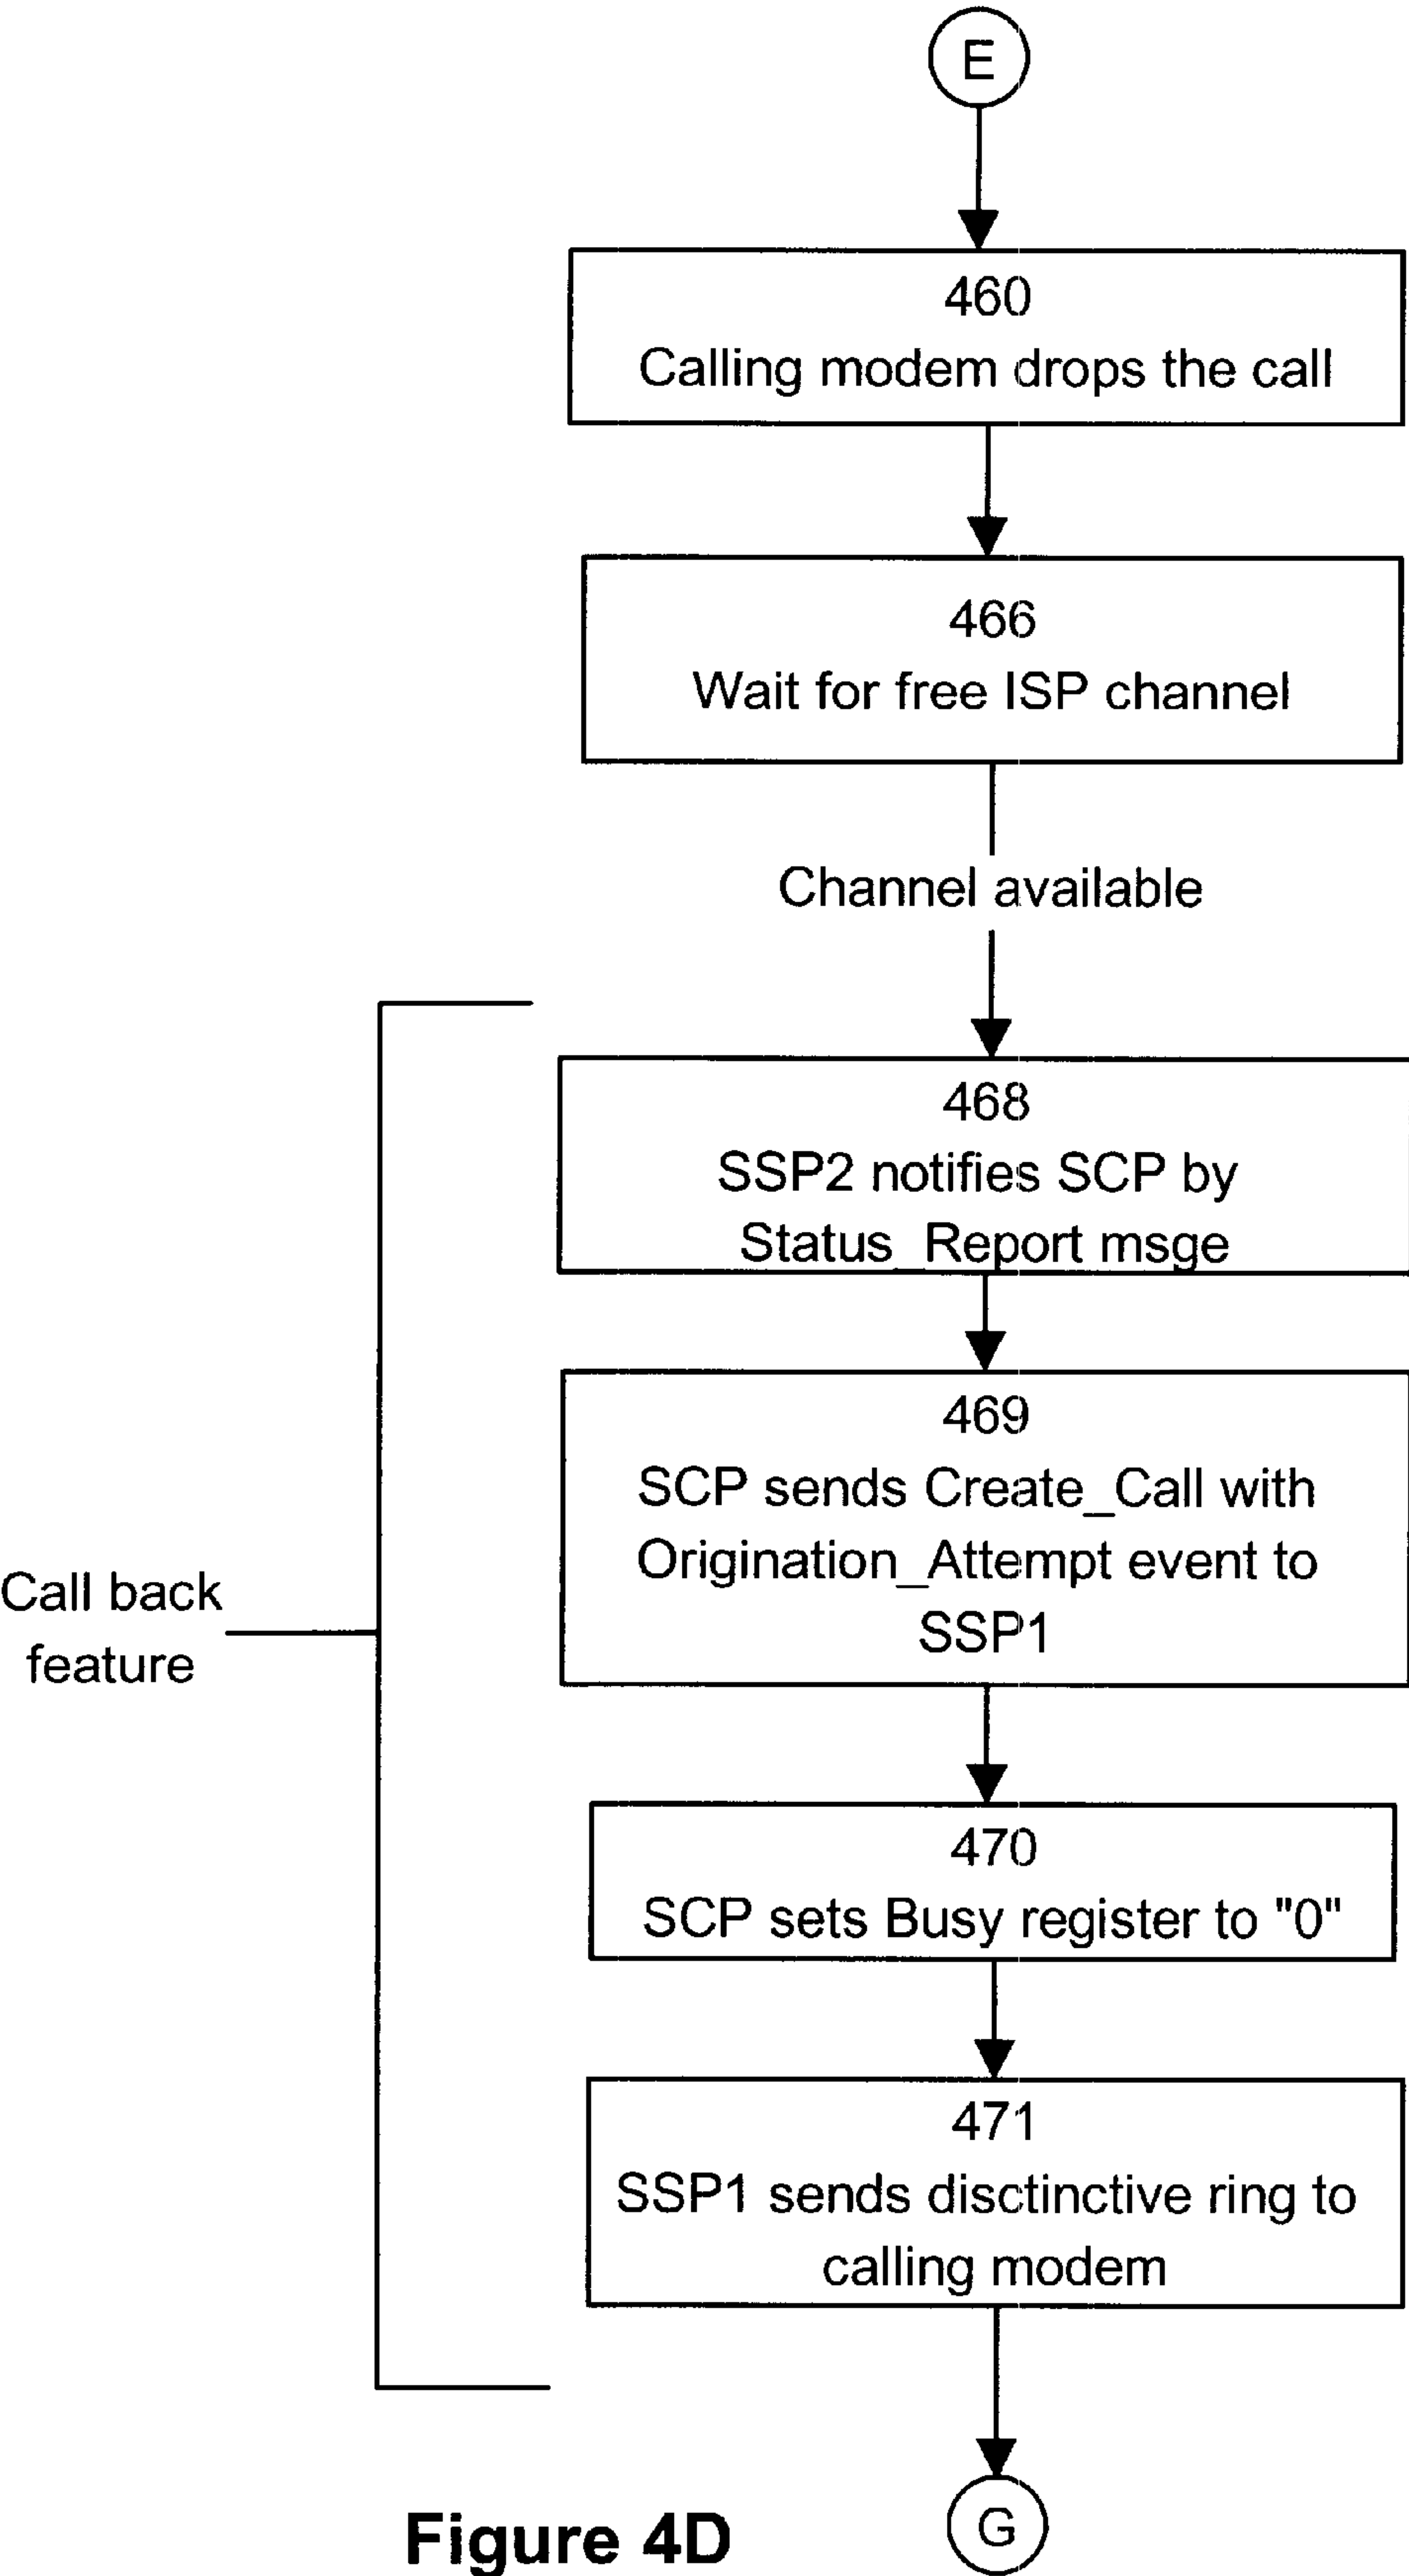 E
460
Calling modem drops the call
466
Wait for free ISP channel
Channel available
468
SSP2 notifies SCP by
Status_Report msge
469
SCP sends Create_Call with
Origination_Attempt event to
SSP1
Call back
feature
470
SCP sets Busy register to "0"
471
SSP1 sends disctinctive ring to
calling modem
G
Figure 4D